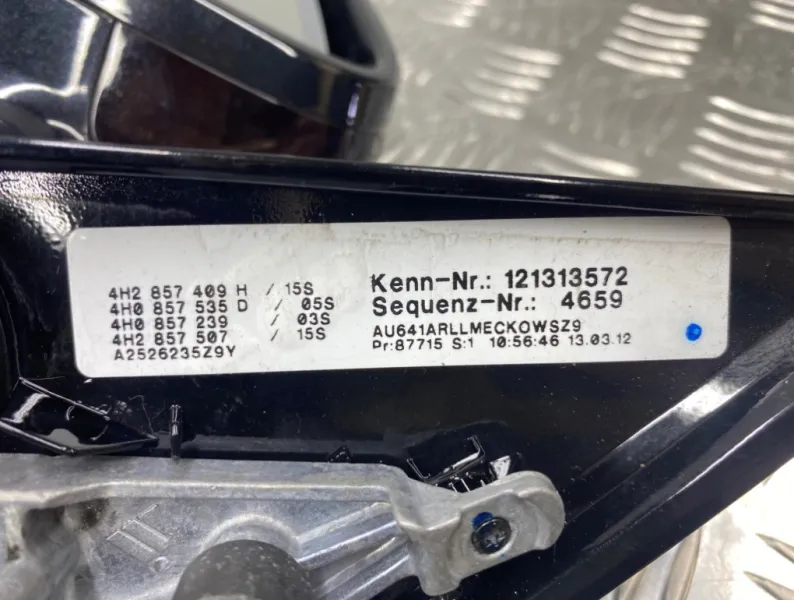 4H2 857 409 H / 15S
4H0 857 535 D / 05S
4H0 857 239 / 03S
4H2 857 507 / 15S
A2526235Z9Y
Kenn-Nr.: 121313572
Sequenz-Nr.: 4659
AU641ARLLMECKOWSZ9
Pr:87715 S:1 10:56:46 13.03.12